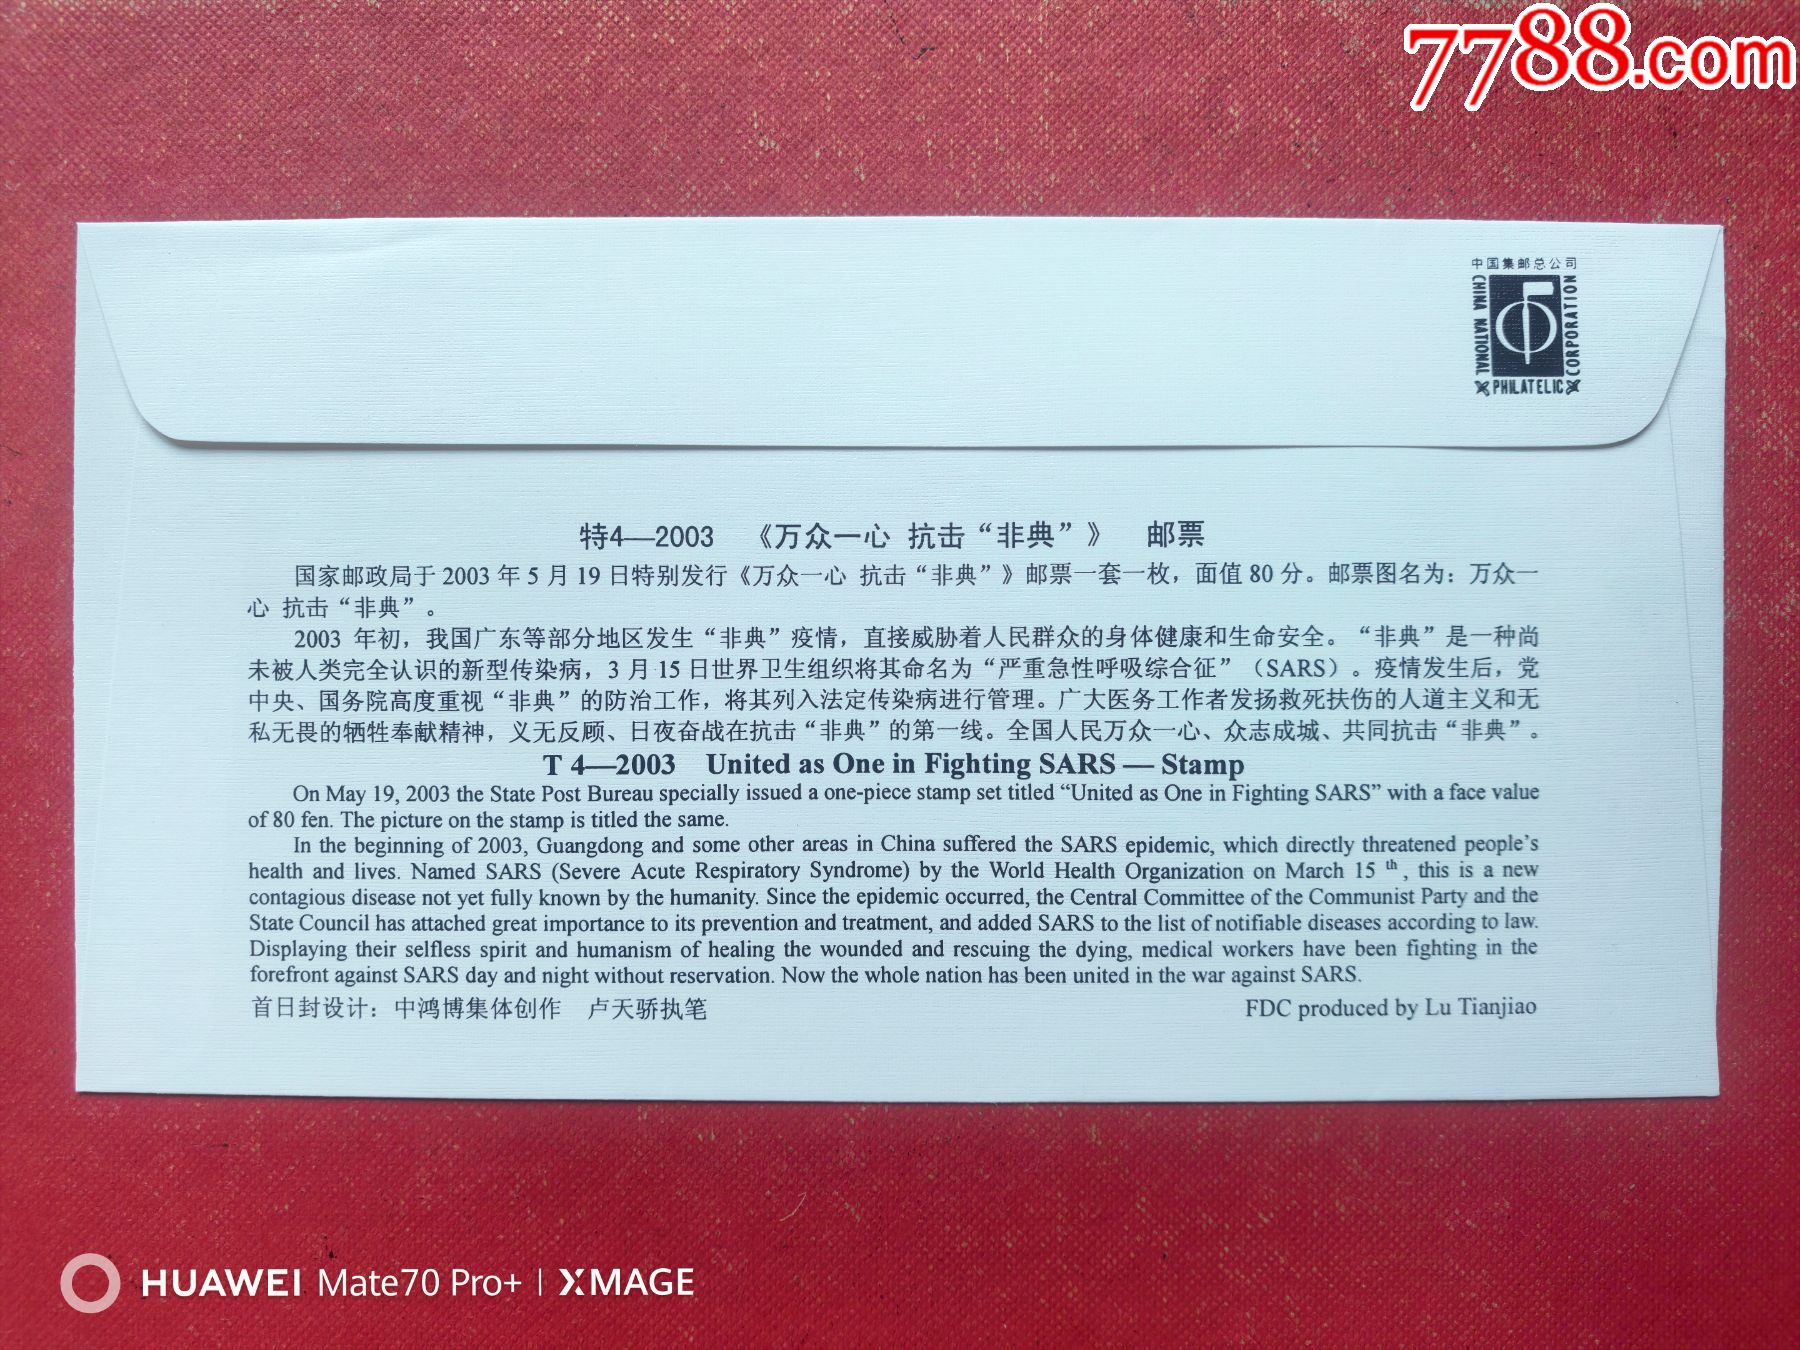 7788.com
中国集邮总公司
CHINA NATIONAL
PHILATELIC
CORPORATION
特4—2003 《万众一心 抗击“非典”》 邮票
国家邮政局于 2003 年 5 月 19 日特别发行《万众一心 抗击“非典”》邮票一套一枚，面值 80 分。邮票图名为：万众一
心 抗击“非典”。
2003 年初，我国广东等部分地区发生“非典”疫情，直接威胁着人民群众的身体健康和生命安全。“非典”是一种尚
未被人类完全认识的新型传染病，3 月 15 日世界卫生组织将其命名为“严重急性呼吸综合征”（SARS）。疫情发生后，党
中央、国务院高度重视“非典”的防治工作，将其列入法定传染病进行管理。广大医务工作者发扬救死扶伤的人道主义和无
私无畏的牺牲奉献精神，义无反顾、日夜奋战在抗击“非典”的第一线。全国人民万众一心、众志成城、共同抗击“非典”。
T 4—2003 United as One in Fighting SARS — Stamp
On May 19, 2003 the State Post Bureau specially issued a one-piece stamp set titled “United as One in Fighting SARS” with a face value
of 80 fen. The picture on the stamp is titled the same.
In the beginning of 2003, Guangdong and some other areas in China suffered the SARS epidemic, which directly threatened people’s
health and lives. Named SARS (Severe Acute Respiratory Syndrome) by the World Health Organization on March 15 th, this is a new
contagious disease not yet fully known by the humanity. Since the epidemic occurred, the Central Committee of the Communist Party and the
State Council has attached great importance to its prevention and treatment, and added SARS to the list of notifiable diseases according to law.
Displaying their selfless spirit and humanism of healing the wounded and rescuing the dying, medical workers have been fighting in the
forefront against SARS day and night without reservation. Now the whole nation has been united in the war against SARS.
首日封设计：中鸿博集体创作 卢天骄执笔 FDC produced by Lu Tianjiao
HUAWEI Mate70 Pro+ | XMAGE